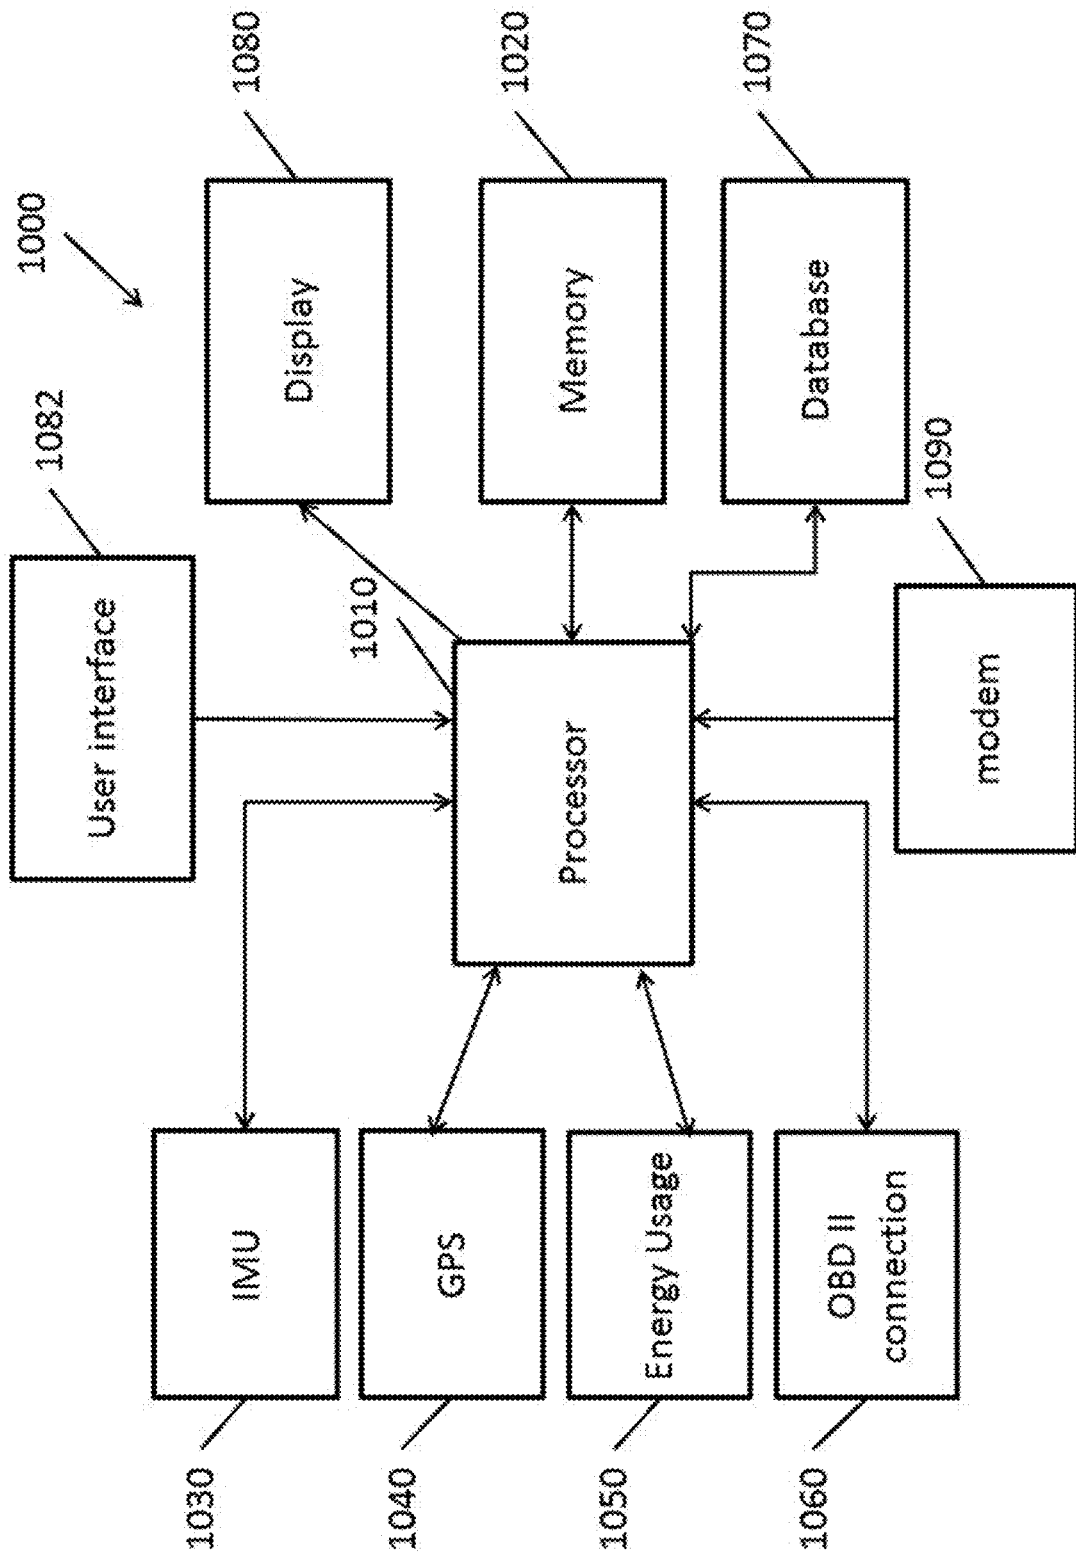 1000
1082
User interface
1080
Display
1020
Memory
1070
Database
1010
Processor
1090
modem
1030
IMU
1040
GPS
1050
Energy Usage
1060
OBD II
connection